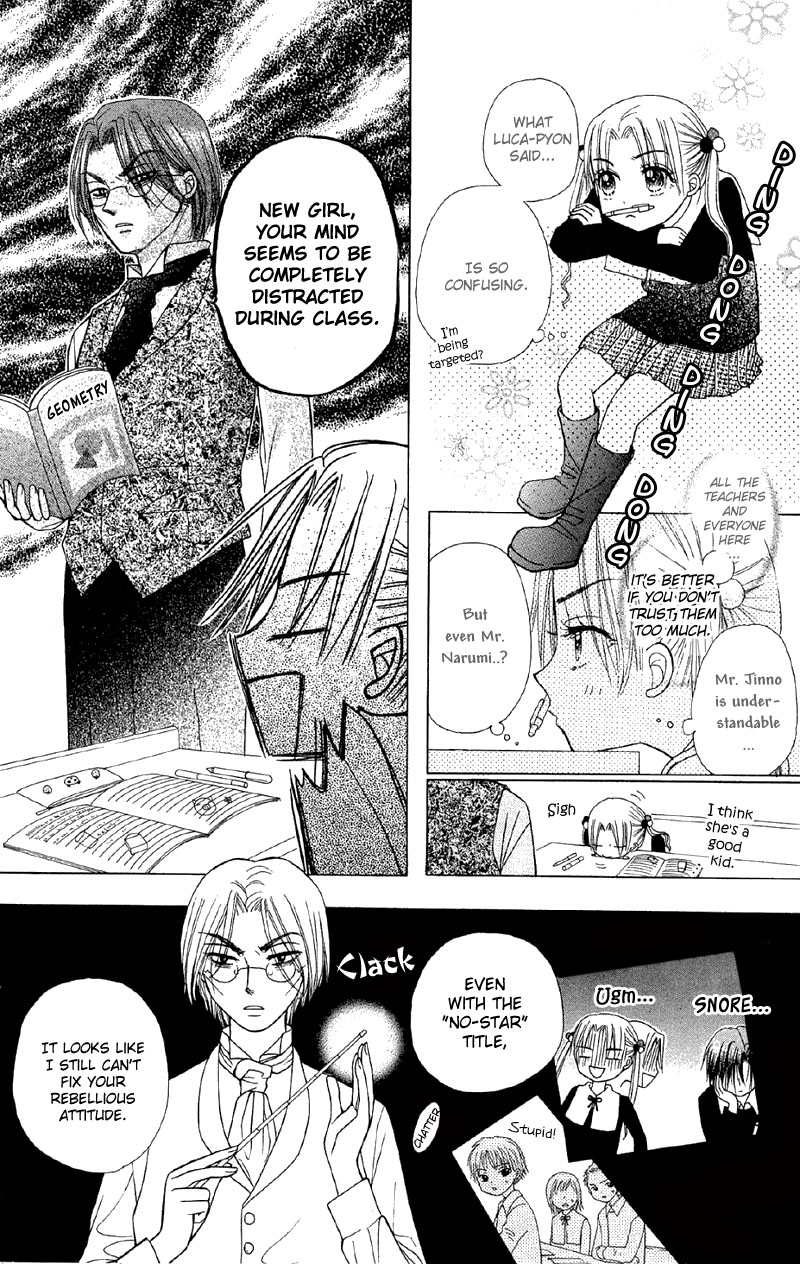 WHAT
LUCA-PYON
SAID...
IS SO
CONFUSING.
I'm
being
targeted?
DING DONG DING DONG
ALL THE
TEACHERS
AND
EVERYONE
HERE
...
IT'S BETTER
IF YOU DON'T
TRUST THEM
TOO MUCH.
But
even Mr.
Narumi..?
Mr. Jinno
is under-
standable
...
Sigh
I think
she's a
good
kid.
NEW GIRL,
YOUR MIND
SEEMS TO BE
COMPLETELY
DISTRACTED
DURING CLASS.
GEOMETRY
Ugm...
SNORE...
EVEN
WITH THE
"NO-STAR"
TITLE,
Clack
CHATTER
Stupid!
IT LOOKS LIKE
I STILL CAN'T
FIX YOUR
REBELLIOUS
ATTITUDE.